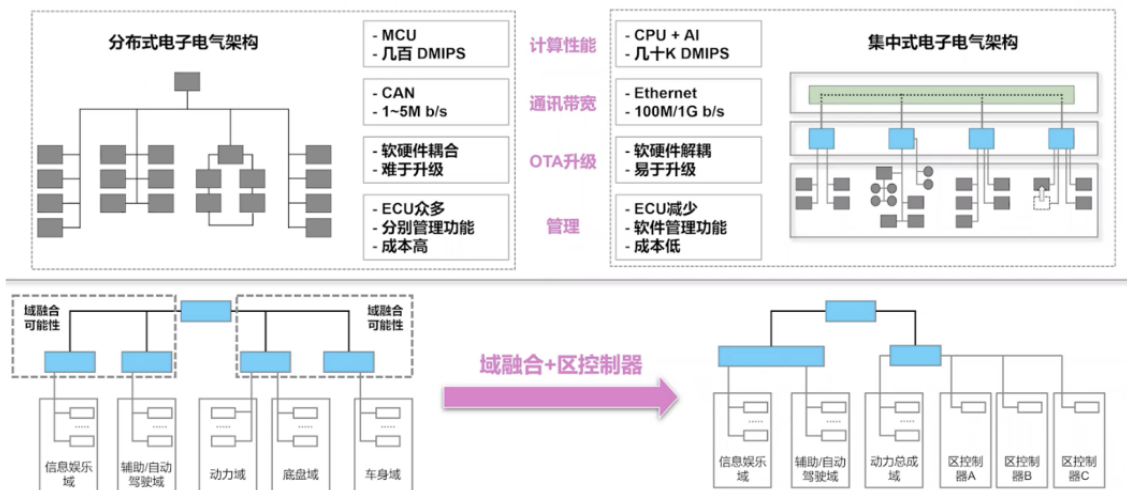 分布式电子电气架构
- MCU
- 几百 DMIPS
计算性能
- CPU + AI
- 几十K DMIPS
集中式电子电气架构
- CAN
- 1~5M b/s
通讯带宽
- Ethernet
- 100M/1G b/s
- 软硬件耦合
- 难于升级
OTA升级
- 软硬件解耦
- 易于升级
- ECU众多
- 分别管理功能
- 成本高
管理
- ECU减少
- 软件管理功能
- 成本低
域融合
可能性
域融合
可能性
域融合+区控制器
信息娱乐
域
辅助/自动
驾驶域
动力域
底盘域
车身域
信息娱乐
域
辅助/自动
驾驶域
动力总成
域
区控制
器A
区控制
器B
区控制
器C